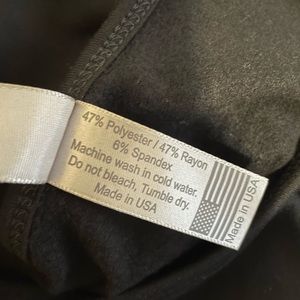 47% Polyester / 47% Rayon
6% Spandex
Machine wash in cold water.
Do not bleach, Tumble dry.
Made in USA
Made in USA